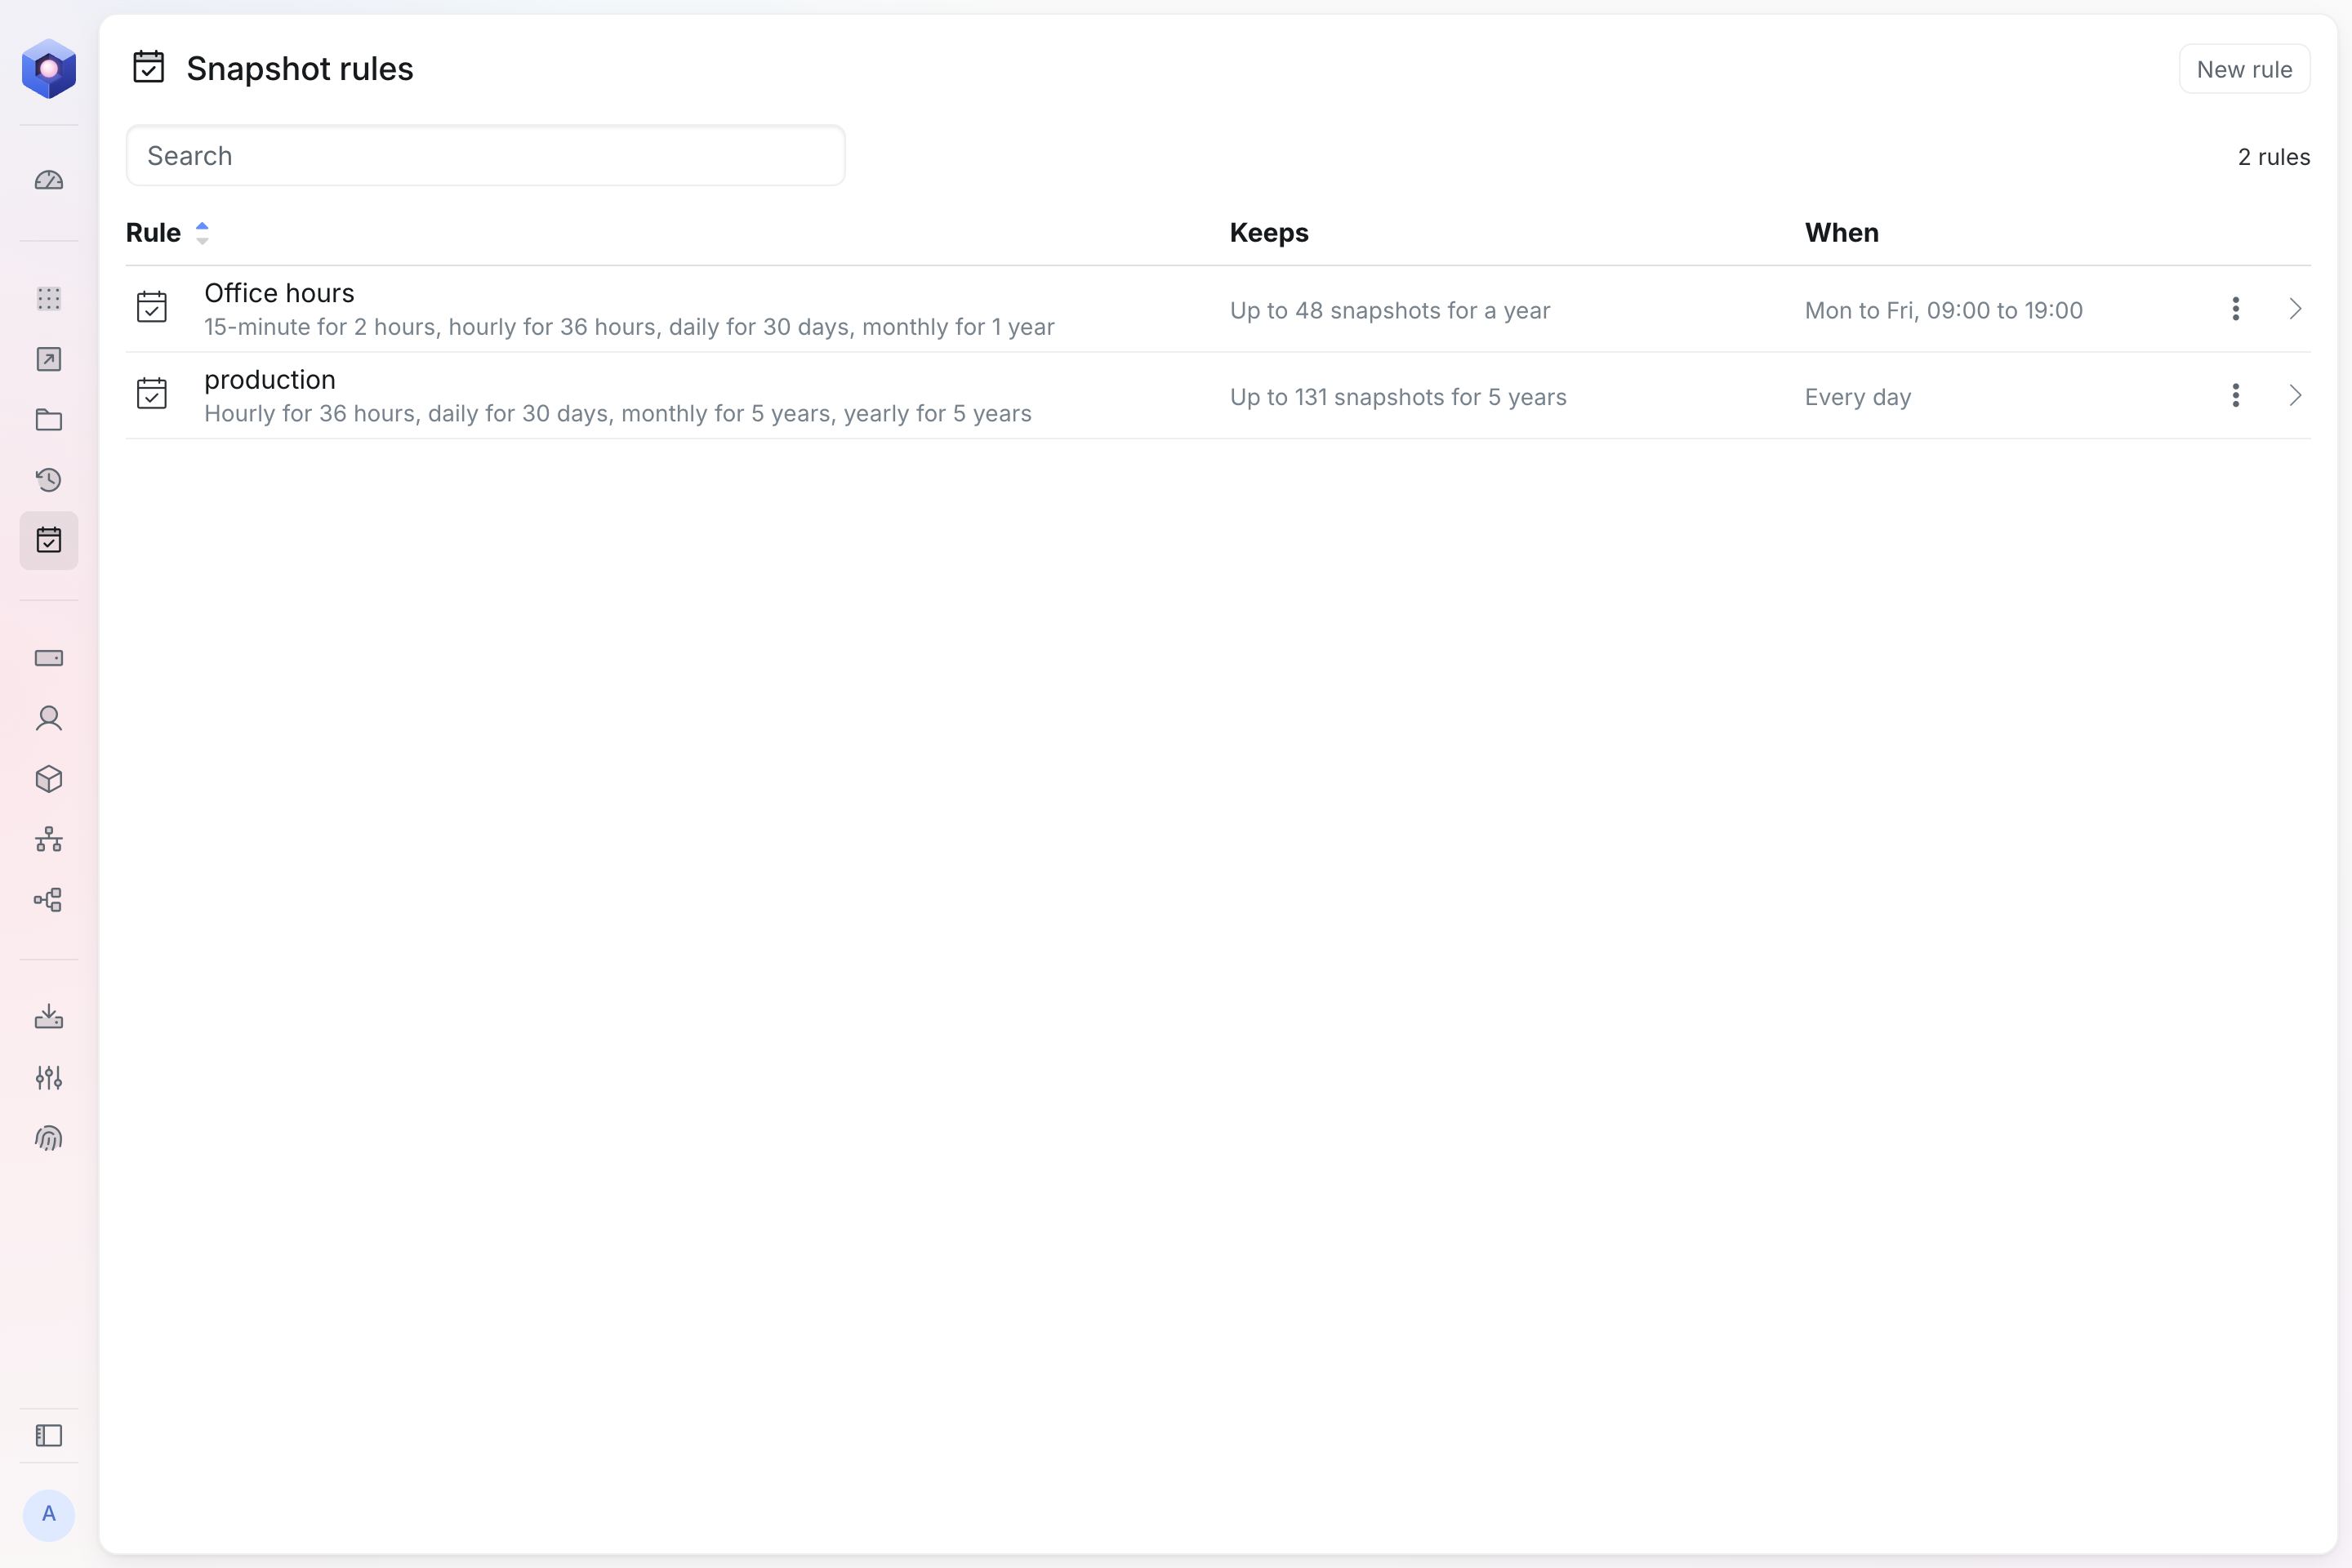 Snapshot rules
New rule
Search
2 rules
Rule
Keeps
When
Office hours
15-minute for 2 hours, hourly for 36 hours, daily for 30 days, monthly for 1 year
Up to 48 snapshots for a year
Mon to Fri, 09:00 to 19:00
production
Hourly for 36 hours, daily for 30 days, monthly for 5 years, yearly for 5 years
Up to 131 snapshots for 5 years
Every day
A